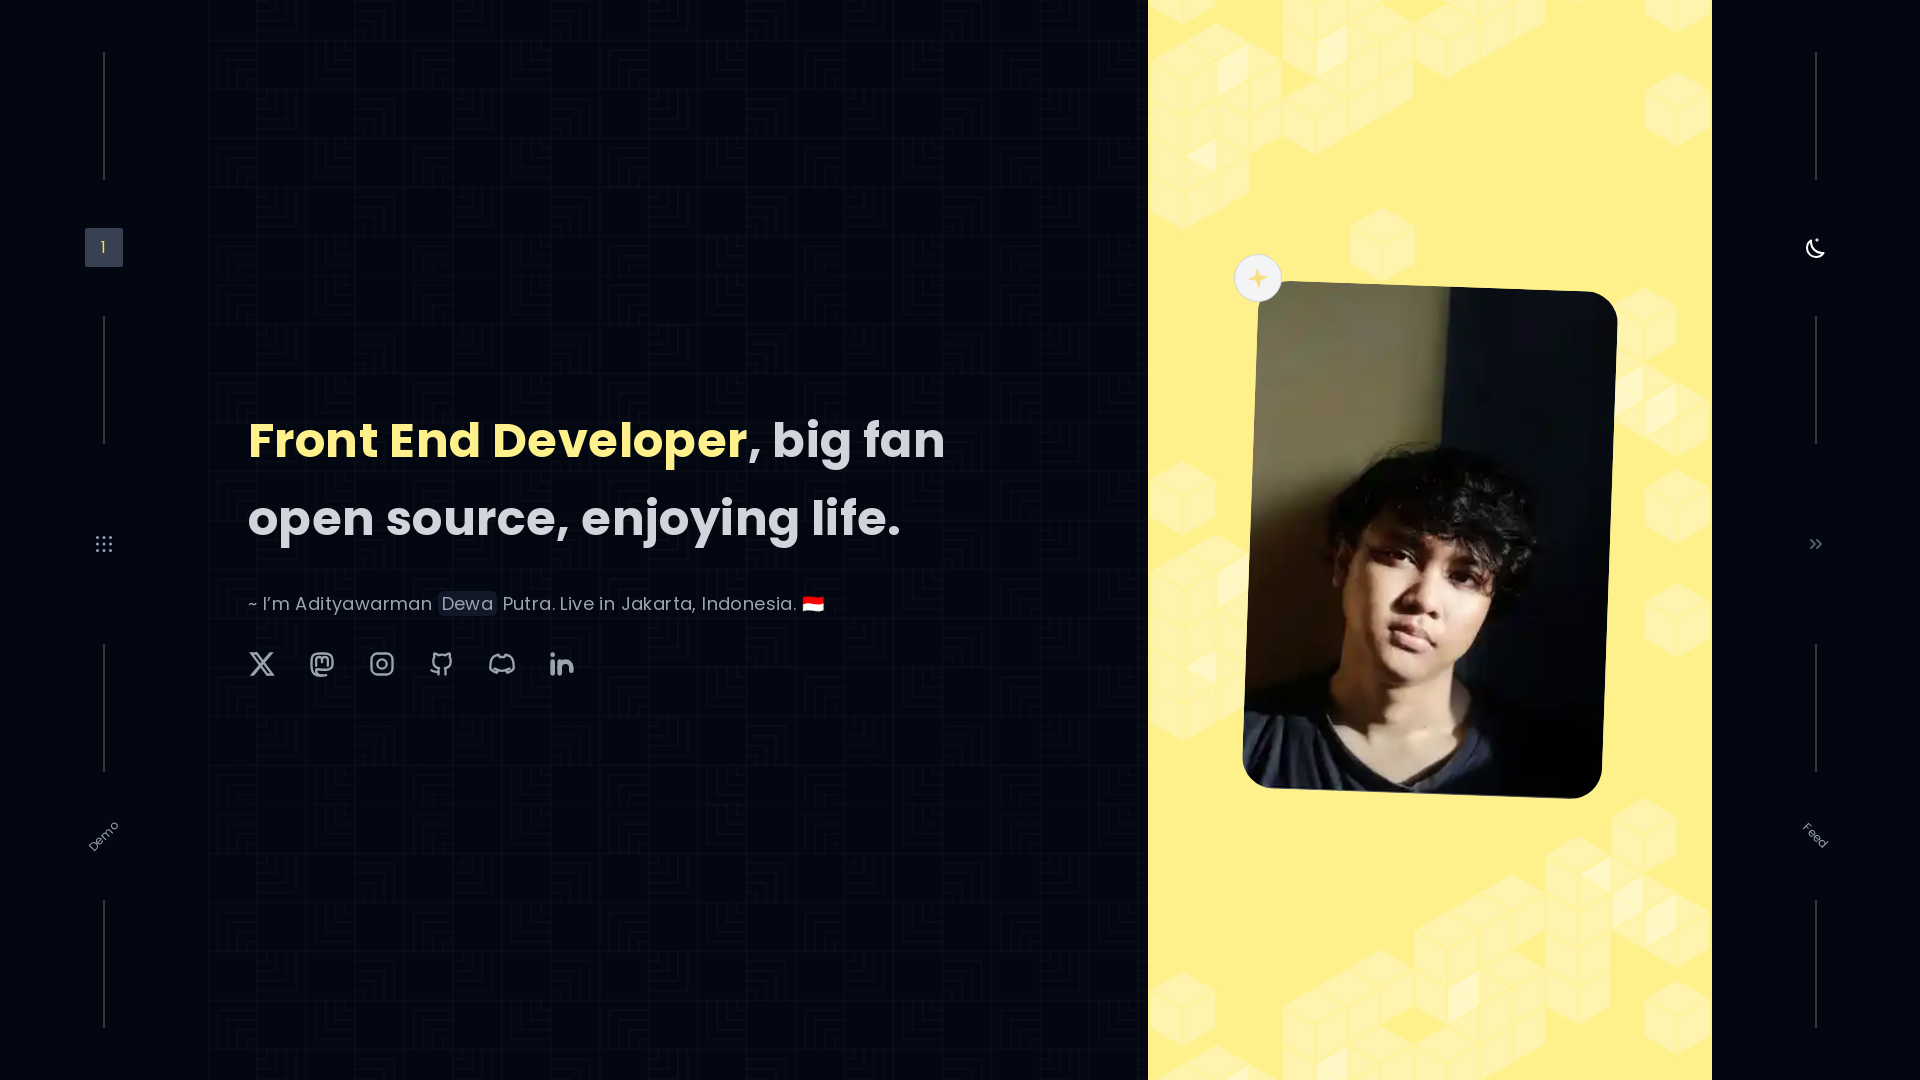 1
Front End Developer, big fan
open source, enjoying life.
~ I’m Adityawarman Dewa Putra. Live in Jakarta, Indonesia. 🇮🇩
Demo
Feed